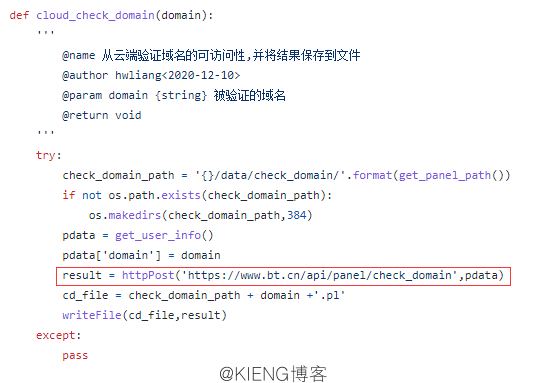 def cloud_check_domain(domain):
'''
@name 从云端验证域名的可访问性,并将结果保存到文件
@author hwliang<2020-12-10>
@param domain {string} 被验证的域名
@return void
'''
try:
check_domain_path = '{}/data/check_domain/'.format(get_panel_path())
if not os.path.exists(check_domain_path):
os.makedirs(check_domain_path,384)
pdata = get_user_info()
pdata['domain'] = domain
result = httpPost('https://www.bt.cn/api/panel/check_domain',pdata)
cd_file = check_domain_path + domain +'.pl'
writeFile(cd_file,result)
except:
pass
@KIENG博客